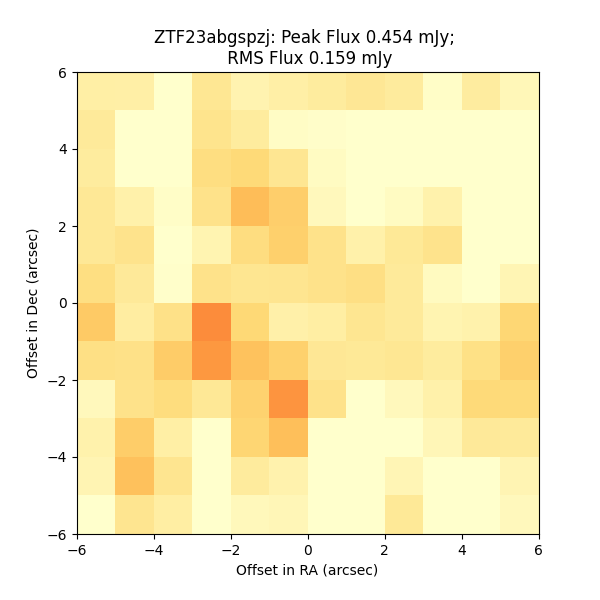 ZTF23abgspzj: Peak Flux 0.454 mJy;
RMS Flux 0.159 mJy
6
4
2
0
−2
−4
−6
Offset in Dec (arcsec)
−6 −4 −2 0 2 4 6
Offset in RA (arcsec)